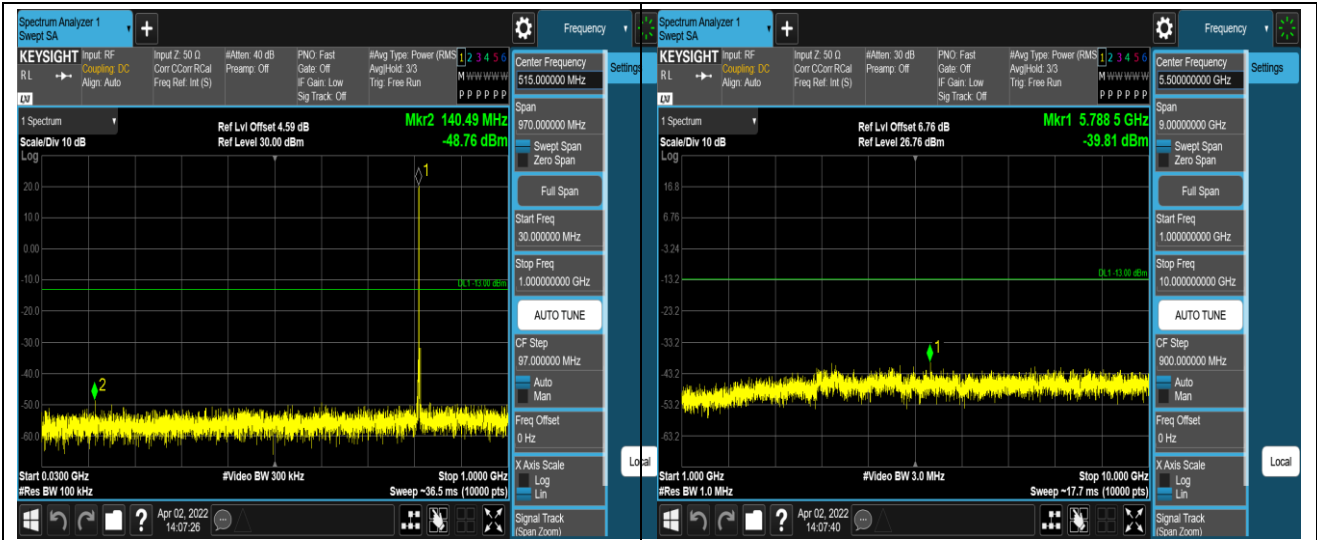 Spectrum Analyzer 1
Swept SA
+
Frequency
KEYSIGHT
Input: RF
Coupling: DC
Align: Auto
Input Z: 50 Ω
Corr CCorr RCal
Freq Ref: Int (S)
#Atten: 40 dB
Preamp: Off
PNO: Fast
Gate: Off
IF Gain: Low
Sig Track: Off
#Avg Type: Power (RMS
Avg|Hold: 3/3
Trig: Free Run
1 2 3 4 5 6
M W W W W W
P P P P P P
RL
LXI
Center Frequency
515.000000 MHz
Settings
Span
970.000000 MHz
Swept Span
Zero Span
Full Span
Start Freq
30.000000 MHz
Stop Freq
1.000000000 GHz
AUTO TUNE
CF Step
97.000000 MHz
Auto
Man
Freq Offset
0 Hz
X Axis Scale
Log
Lin
Signal Track
(Span Zoom)
Local
1 Spectrum
Scale/Div 10 dB
Log
Ref Lvl Offset 4.59 dB
Ref Level 30.00 dBm
Mkr2 140.49 MHz
-48.76 dBm
1
20.0
10.0
0.00
-10.0
DL1 -13.00 dBm
-20.0
-30.0
-40.0
2
-50.0
-60.0
Start 0.0300 GHz
#Res BW 100 kHz
#Video BW 300 kHz
Stop 1.0000 GHz
Sweep ~36.5 ms (10000 pts)
?
Apr 02, 2022
14:07:26
Spectrum Analyzer 1
Swept SA
+
Frequency
KEYSIGHT
Input: RF
Coupling: DC
Align: Auto
Input Z: 50 Ω
Corr CCorr RCal
Freq Ref: Int (S)
#Atten: 30 dB
Preamp: Off
PNO: Fast
Gate: Off
IF Gain: Low
Sig Track: Off
#Avg Type: Power (RMS
Avg|Hold: 3/3
Trig: Free Run
1 2 3 4 5 6
M W W W W W
P P P P P P
RL
LXI
Center Frequency
5.500000000 GHz
Settings
Span
9.00000000 GHz
Swept Span
Zero Span
Full Span
Start Freq
1.000000000 GHz
Stop Freq
10.000000000 GHz
AUTO TUNE
CF Step
900.000000 MHz
Auto
Man
Freq Offset
0 Hz
X Axis Scale
Log
Lin
Signal Track
(Span Zoom)
Local
1 Spectrum
Scale/Div 10 dB
Log
Ref Lvl Offset 6.76 dB
Ref Level 26.76 dBm
Mkr1 5.788 5 GHz
-39.81 dBm
16.8
6.76
-3.24
-13.2
DL1 -13.00 dBm
-23.2
-33.2
1
-43.2
-53.2
-63.2
Start 1.000 GHz
#Res BW 1.0 MHz
#Video BW 3.0 MHz
Stop 10.000 GHz
Sweep ~17.7 ms (10000 pts)
?
Apr 02, 2022
14:07:40